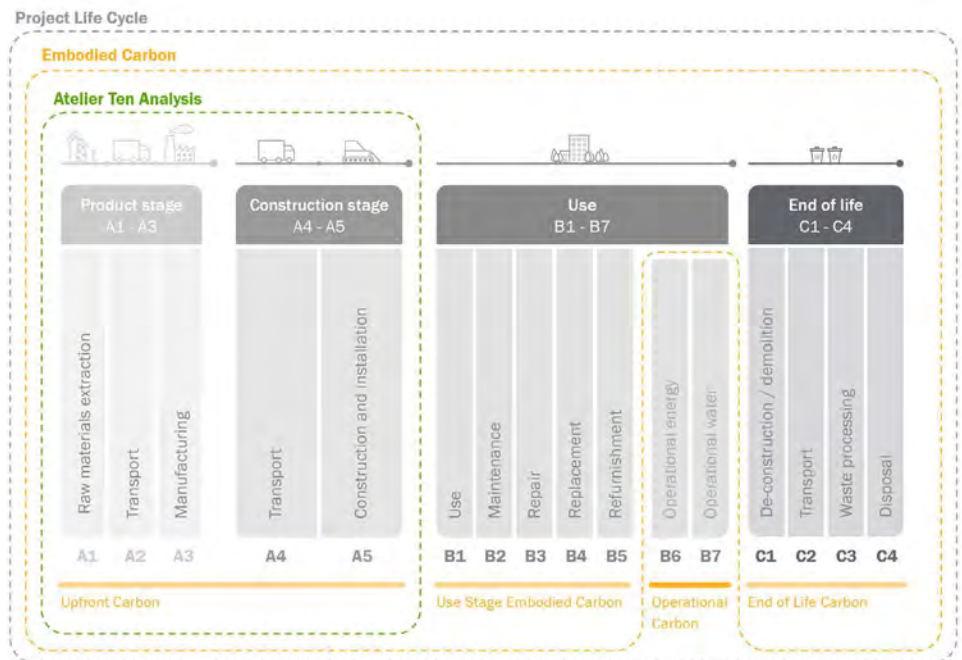 Project Life Cycle
Embodied Carbon
Atelier Ten Analysis
Product stage
A1 - A3
Construction stage
A4 - A5
Use
B1 - B7
End of life
C1 - C4
Raw materials extraction
Transport
Manufacturing
Transport
Construction and installation
Use
Maintenance
Repair
Replacement
Refurnishment
Operational energy
Operational water
De-construction / demolition
Transport
Waste processing
Disposal
A1
A2
A3
A4
A5
B1
B2
B3
B4
B5
B6
B7
C1
C2
C3
C4
Upfront Carbon
Use Stage Embodied Carbon
Operational
Carbon
End of Life Carbon